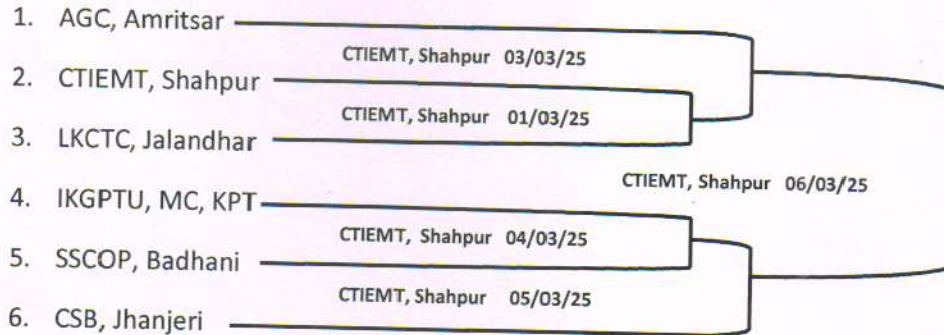 1. AGC, Amritsar
CTIEMT, Shahpur 03/03/25
2. CTIEMT, Shahpur
CTIEMT, Shahpur 01/03/25
3. LKCTC, Jalandhar
CTIEMT, Shahpur 06/03/25
4. IKGPTU, MC, KPT
CTIEMT, Shahpur 04/03/25
5. SSCOP, Badhani
CTIEMT, Shahpur 05/03/25
6. CSB, Jhanjeri